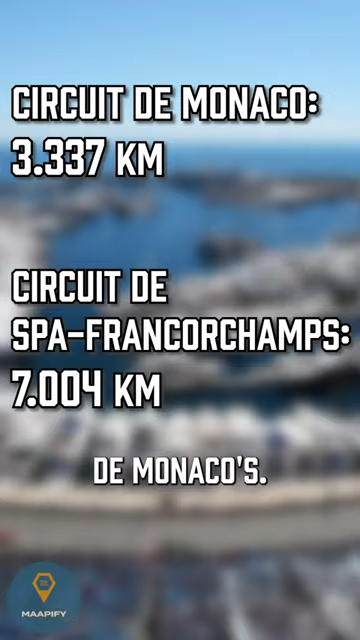 CIRCUIT DE MONACO:
3.337 KM
CIRCUIT DE
SPA-FRANCORCHAMPS:
7.004 KM
DE MONACO'S.
MAAPIFY